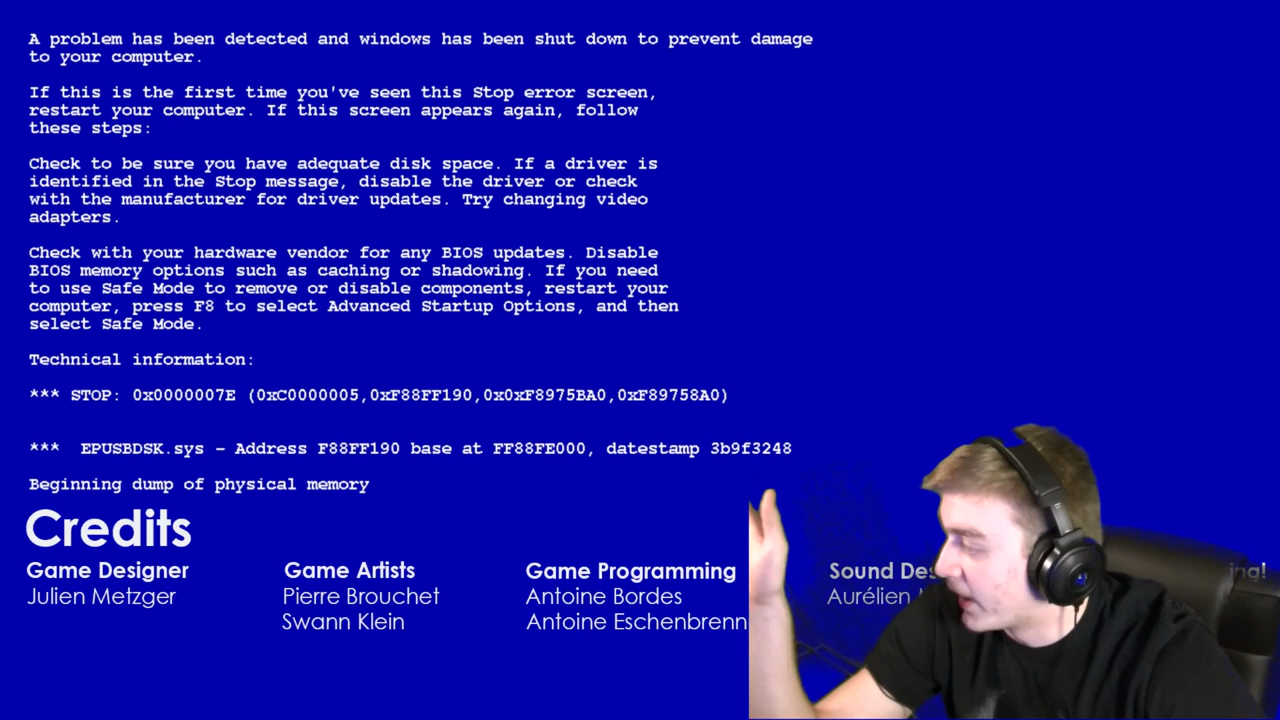 A problem has been detected and windows has been shut down to prevent damage
to your computer.
If this is the first time you've seen this Stop error screen,
restart your computer. If this screen appears again, follow
these steps:
Check to be sure you have adequate disk space. If a driver is
identified in the Stop message, disable the driver or check
with the manufacturer for driver updates. Try changing video
adapters.
Check with your hardware vendor for any BIOS updates. Disable
BIOS memory options such as caching or shadowing. If you need
to use Safe Mode to remove or disable components, restart your
computer, press F8 to select Advanced Startup Options, and then
select Safe Mode.
Technical information:
*** STOP: 0x0000007E (0xC0000005,0xF88FF190,0x0xF8975BA0,0xF89758A0)
*** EPUSBDSK.sys – Address F88FF190 base at FF88FE000, datestamp 3b9f3248
Beginning dump of physical memory
Credits
Game Designer Game Artists Game Programming Sound
Julien Metzger Pierre Brouchet Antoine Bordes Aurélien
Swann Klein Antoine